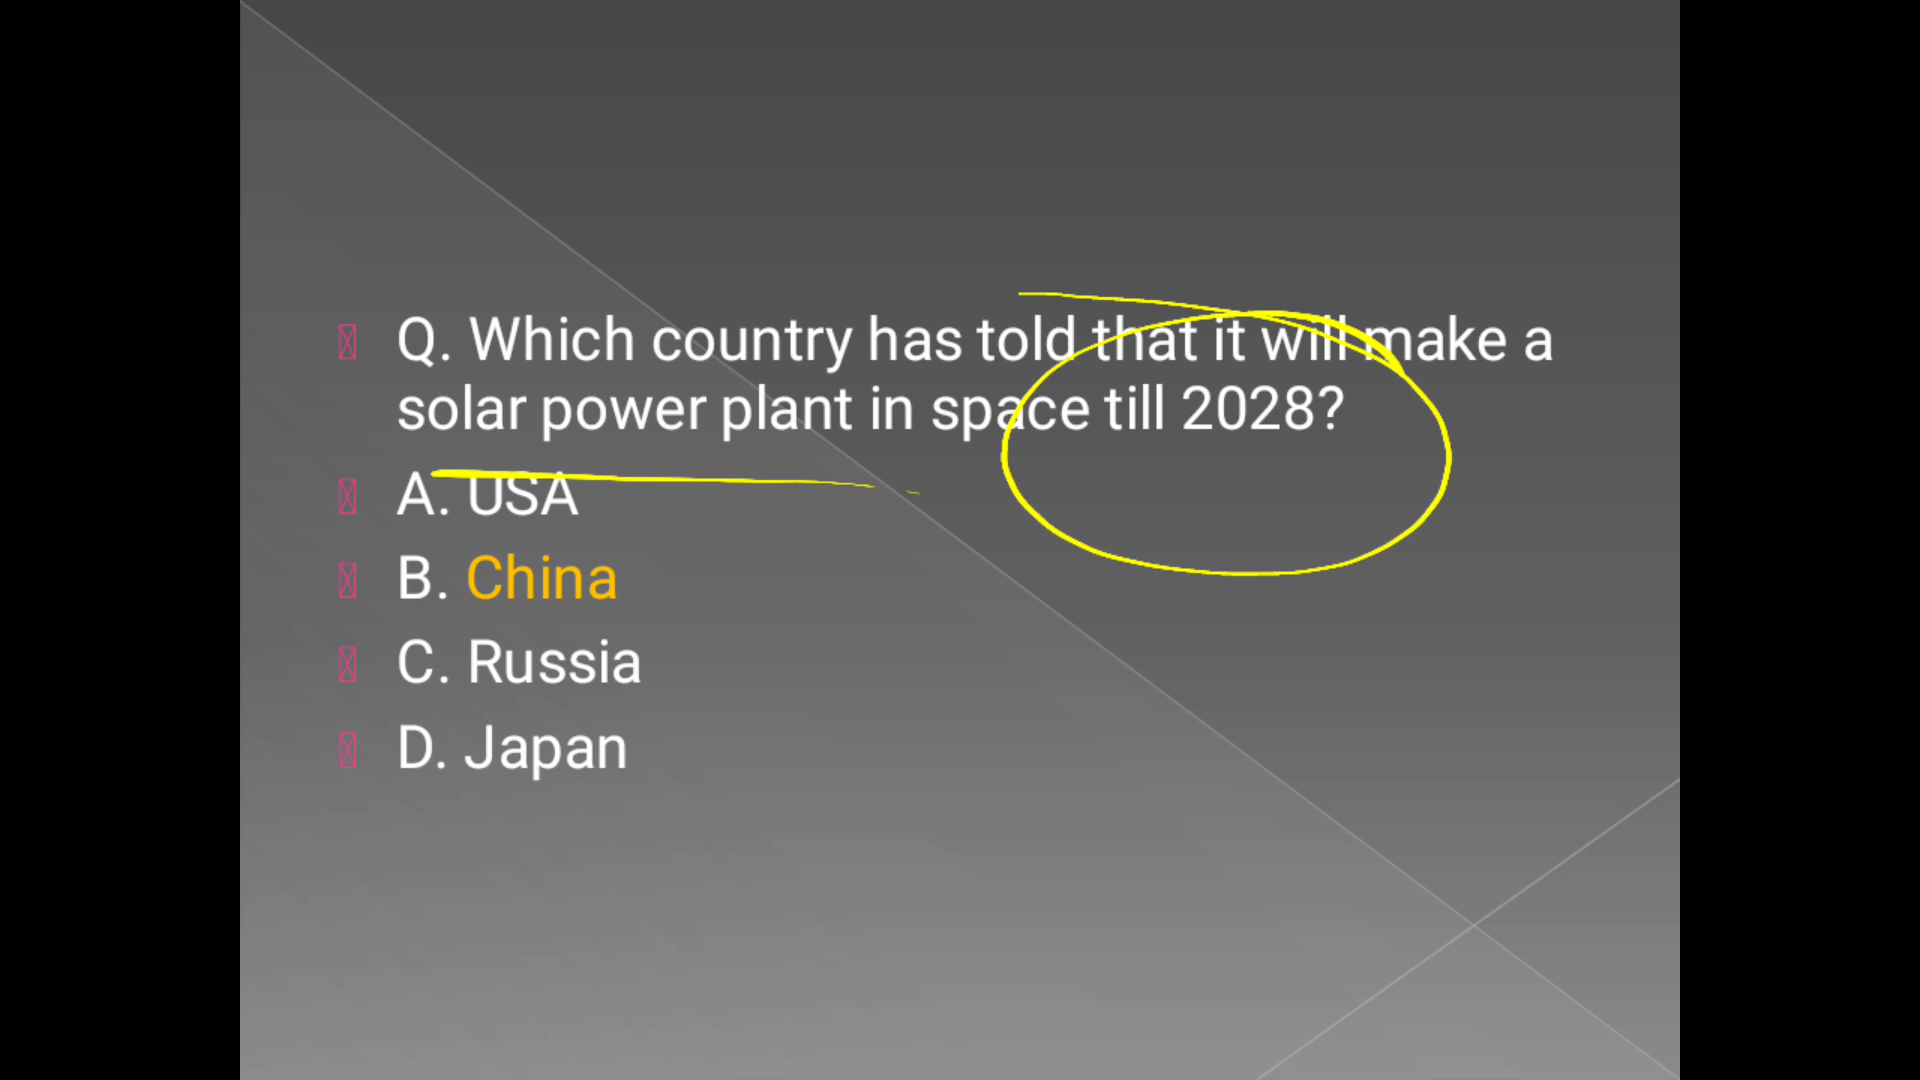 Q. Which country has told that it will make a
solar power plant in space till 2028?
A. USA
B. China
C. Russia
D. Japan